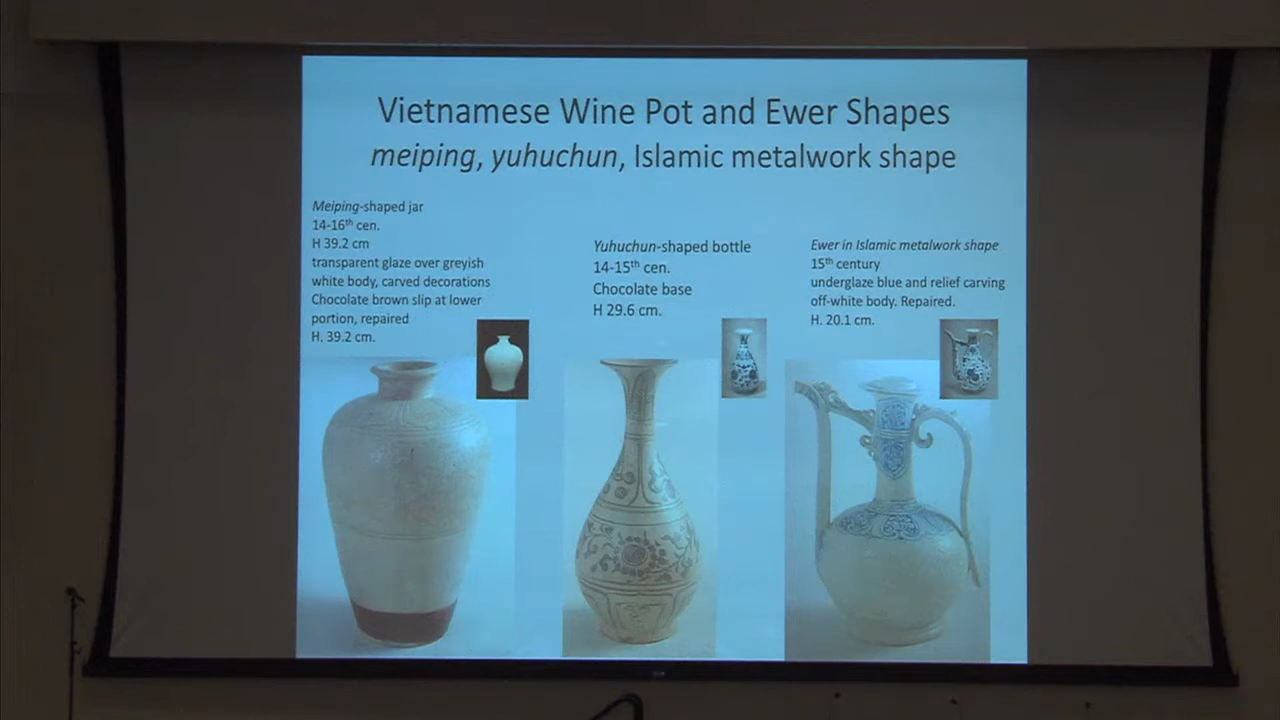 Vietnamese Wine Pot and Ewer Shapes
meiping, yuhuchun, Islamic metalwork shape
Meiping-shaped jar
14-16th cen.
H 39.2 cm
transparent glaze over greyish
white body, carved decorations
Chocolate brown slip at lower
portion, repaired
H. 39.2 cm.
Yuhuchun-shaped bottle
14-15th cen.
Chocolate base
H 29.6 cm.
Ewer in Islamic metalwork shape
15th century
underglaze blue and relief carving
off-white body. Repaired.
H. 20.1 cm.